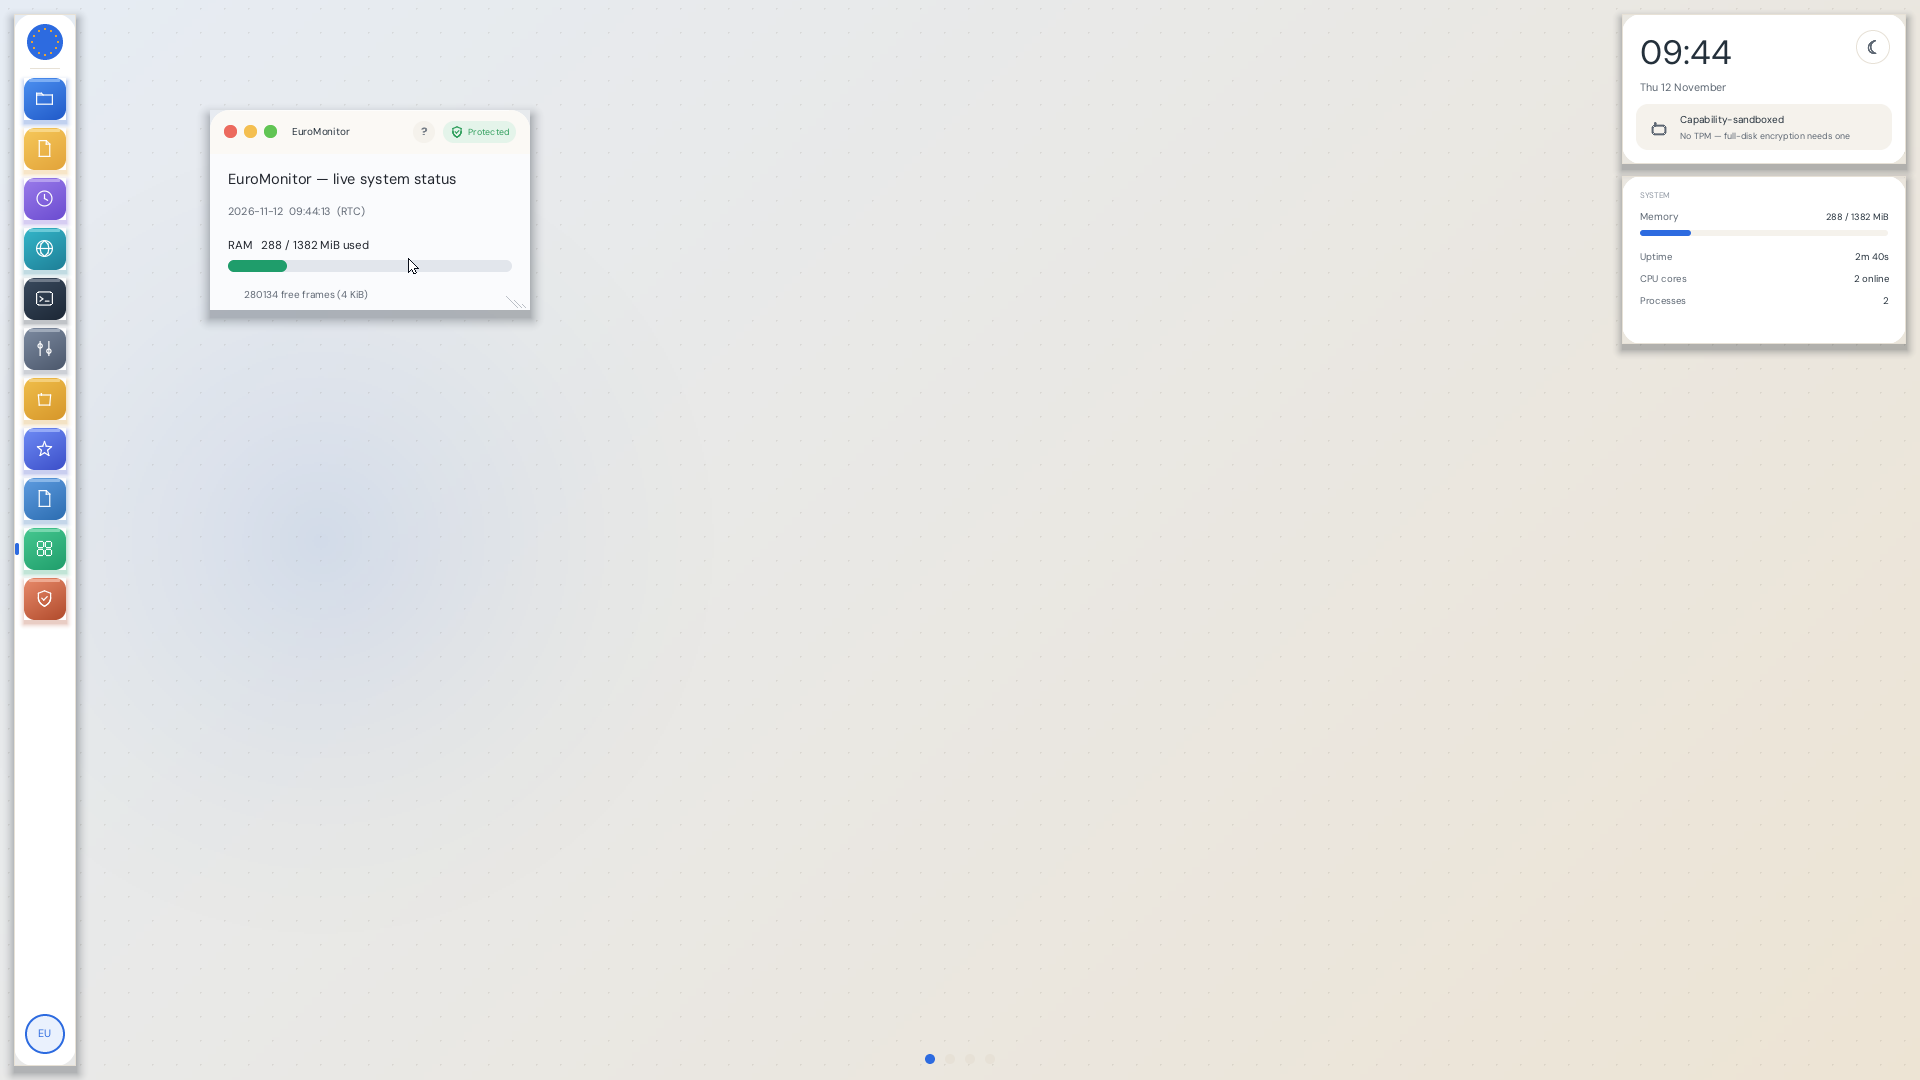 EuroMonitor
?
Protected
EuroMonitor — live system status
2026-11-12 09:44:13 (RTC)
RAM 288 / 1382 MiB used
280134 free frames (4 KiB)
EU
09:44
Thu 12 November
Capability-sandboxed
No TPM — full-disk encryption needs one
SYSTEM
Memory 288 / 1382 MiB
Uptime 2m 40s
CPU cores 2 online
Processes 2